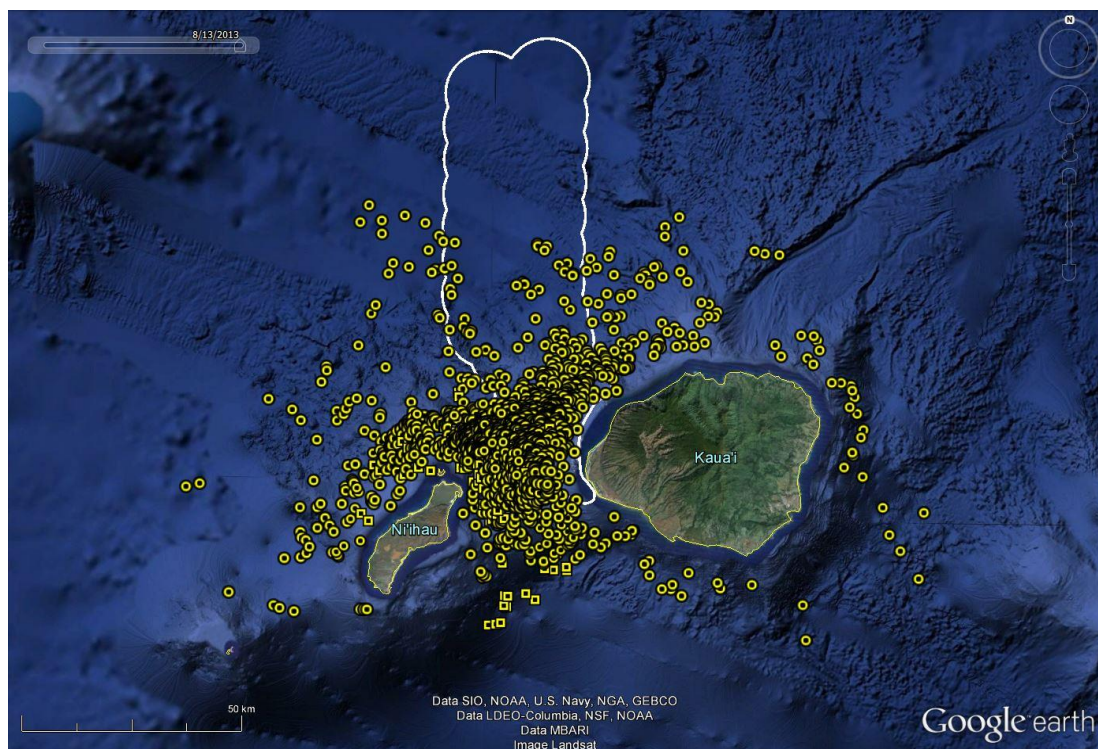 8/13/2013
N
Kaua'i
Ni'ihau
50 km
Data SIO, NOAA, U.S. Navy, NGA, GEBCO
Data LDEO-Columbia, NSF, NOAA
Data MBARI
Image Landsat
Google earth